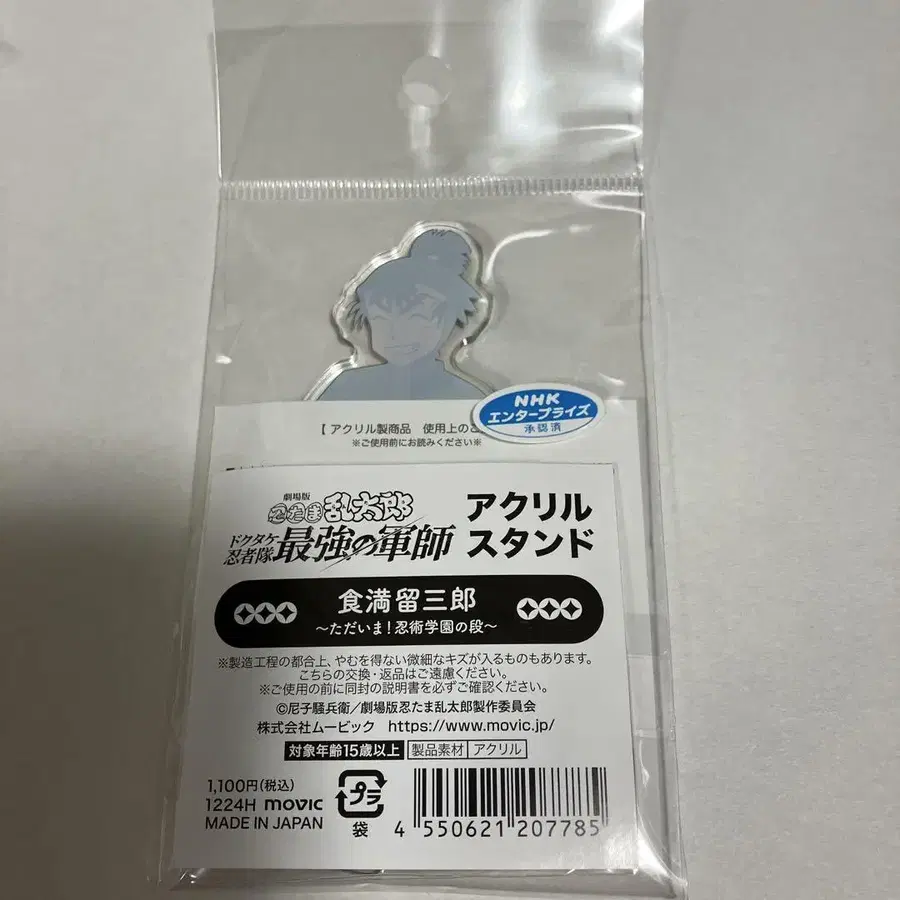 NHK
エンタープライズ
承認済
【 アクリル製商品　使用上のご
※ご使用前にお読みください※
劇場版
忍たま乱太郎
ドクタケ忍者隊 最強の軍師
アクリル
スタンド
食満留三郎
～ただいま！忍術学園の段～
※製造工程の都合上、やむを得ない微細なキズが入るものもあります。
こちらの交換・返品はご遠慮ください。
※ご使用の前に同封の説明書を必ずご確認ください。
©尼子騒兵衛／劇場版忍たま乱太郎製作委員会
株式会社ムービック　https://www.movic.jp/
対象年齢15歳以上 製品素材 アクリル
1,100円(税込)
1224H movic
MADE IN JAPAN
プラ
袋
4 550621 207785